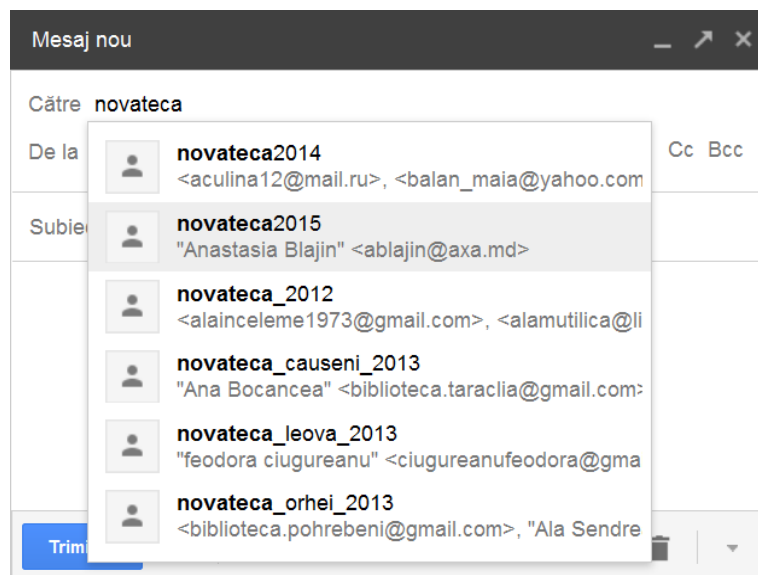 Mesaj nou
Către novateca
De la
Cc Bcc
novateca2014
<aculina12@mail.ru>, <balan_maia@yahoo.com
Subie
novateca2015
"Anastasia Blajin" <ablajin@axa.md>
novateca_2012
<alainceleme1973@gmail.com>, <alamutilica@li
novateca_causeni_2013
"Ana Bocancea" <biblioteca.taraclia@gmail.com>
novateca_leova_2013
"feodora ciugureanu" <ciugureanufeodora@gma
novateca_orhei_2013
<biblioteca.pohrebeni@gmail.com>, "Ala Sendre
Trimi